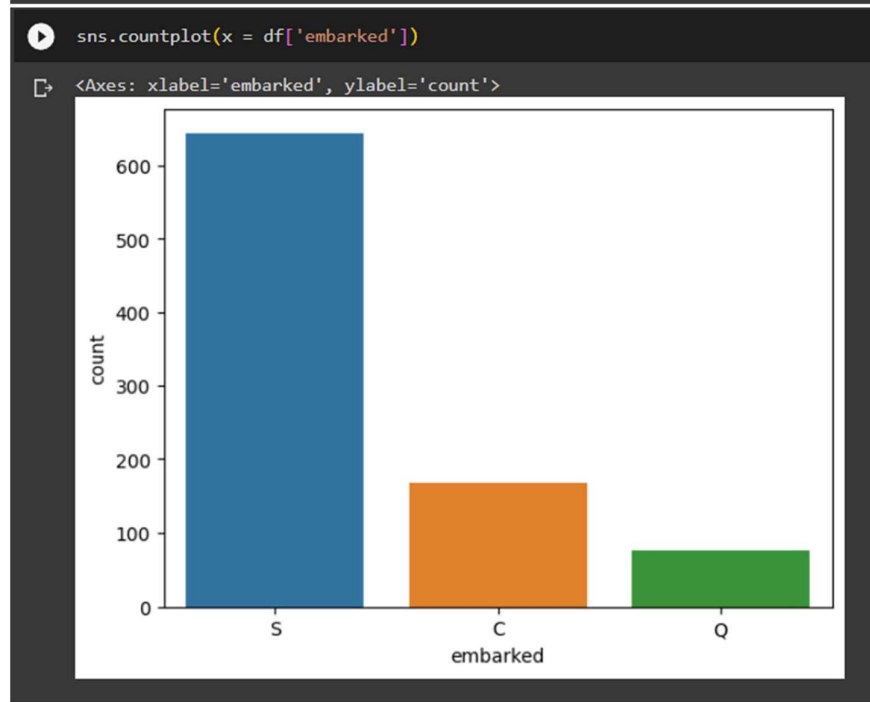 sns.countplot(x = df['embarked'])
<Axes: xlabel='embarked', ylabel='count'>
600
500
400
300
200
100
0
count
S C Q
embarked